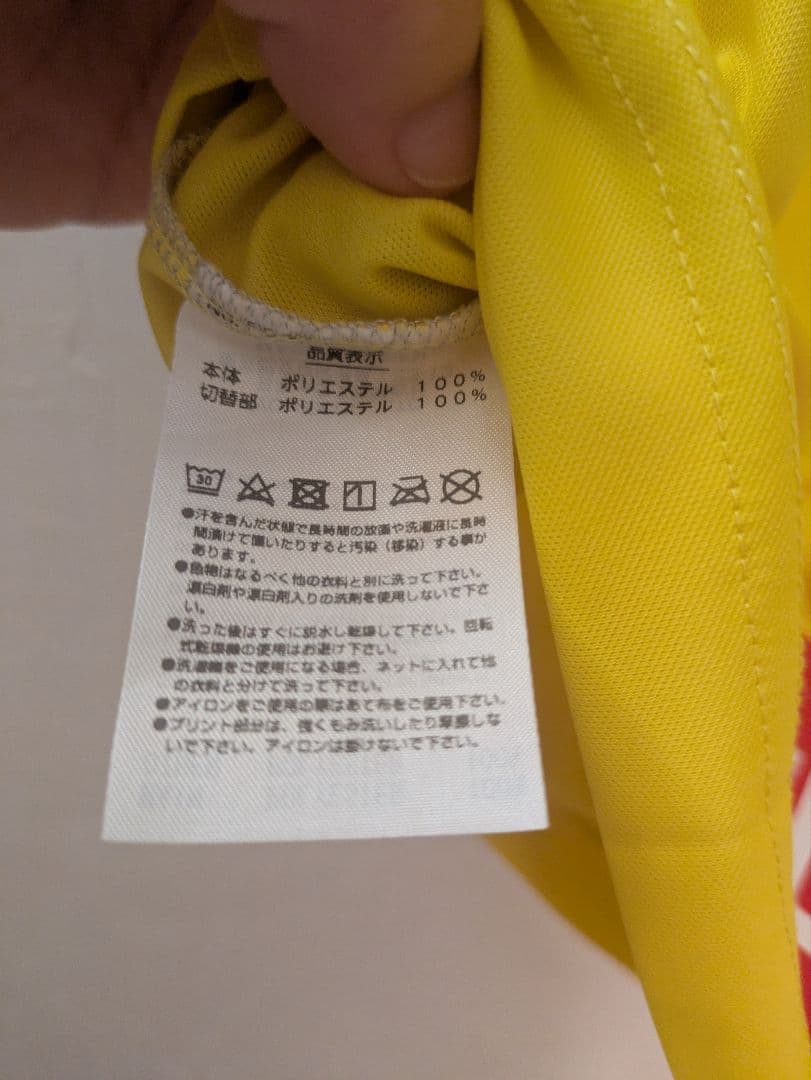 品質表示
本体 ポリエステル 100%
切替部 ポリエステル 100%
30
●汗を含んだ状態で長時間の放置や洗濯液に長時
間漬けて置いたりすると汚染(移染)する事が
あります。
●色物はなるべく他の衣料と別に洗って下さい。
漂白剤や漂白剤入りの洗剤を使用しないで下さ
い。
●洗った後はすぐに脱水し乾燥して下さい。回転
式乾燥機の使用はお避け下さい。
●洗濯機をご使用になる場合、ネットに入れて他
の衣料と分けて洗って下さい。
●アイロンをご使用の際はあて布をご使用下さい。
●プリント部分は、強くもみ洗いしたり摩擦しな
いで下さい。アイロンは掛けないで下さい。